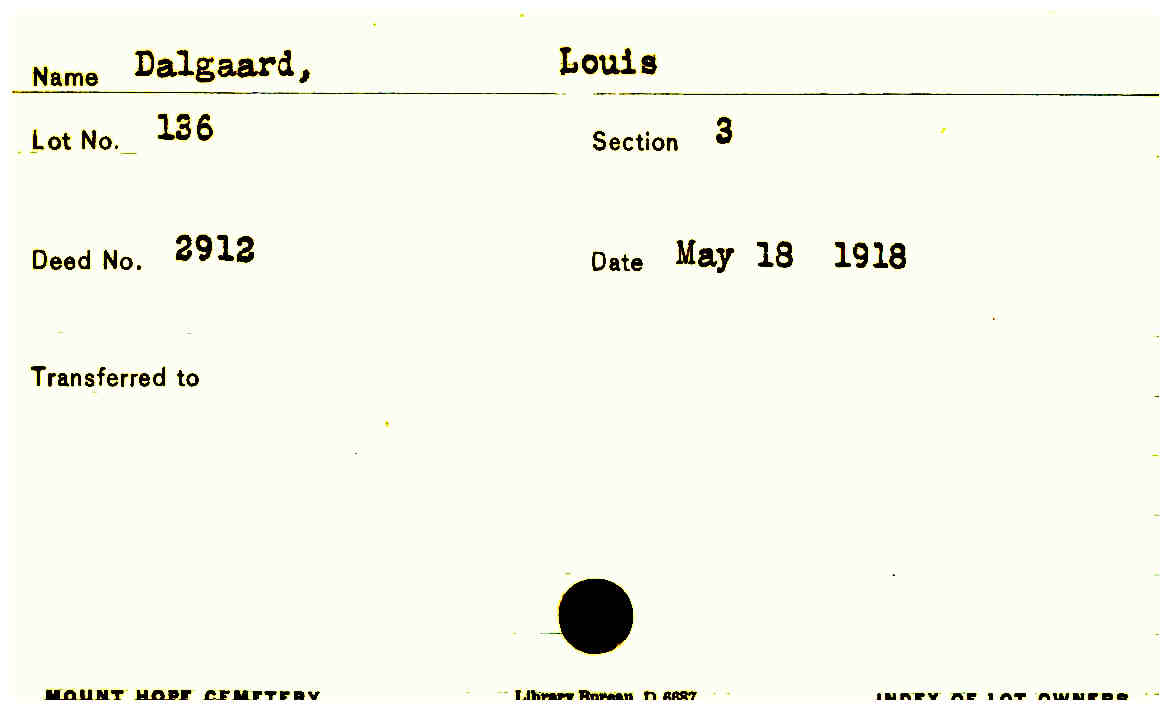 Name Dalgaard, Louis
Lot No. 136 Section 3
Deed No. 2912 Date May 18 1918
Transferred to
MOUNT HOPE CEMETERY Library Bureau D 6687 INDEX OF LOT OWNERS